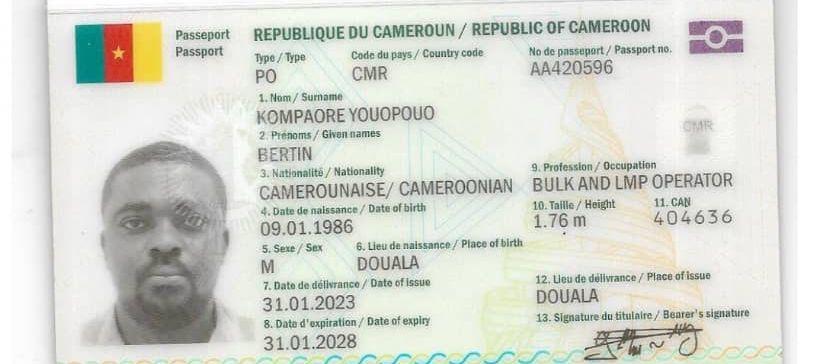 Passeport
Passport
REPUBLIQUE DU CAMEROUN / REPUBLIC OF CAMEROON
Type / Type Code du pays / Country code No de passeport / Passport no.
PO CMR AA420596
1. Nom / Surname
KOMPAORE YOUOPOUO
2. Prénoms / Given names
BERTIN
3. Nationalité / Nationality 9. Profession / Occupation
CAMEROUNAISE/ CAMEROONIAN BULK AND LMP OPERATOR
4. Date de naissance / Date of birth 10. Taille / Height 11. CAN
09.01.1986 1.76 m 404636
5. Sexe / Sex 6. Lieu de naissance / Place of birth
M DOUALA
7. Date de délivrance / Date of issue 12. Lieu de délivrance / Place of issue
31.01.2023 DOUALA
8. Date d'expiration / Date of expiry 13. Signature du titulaire / Bearer's signature
31.01.2028
CMR